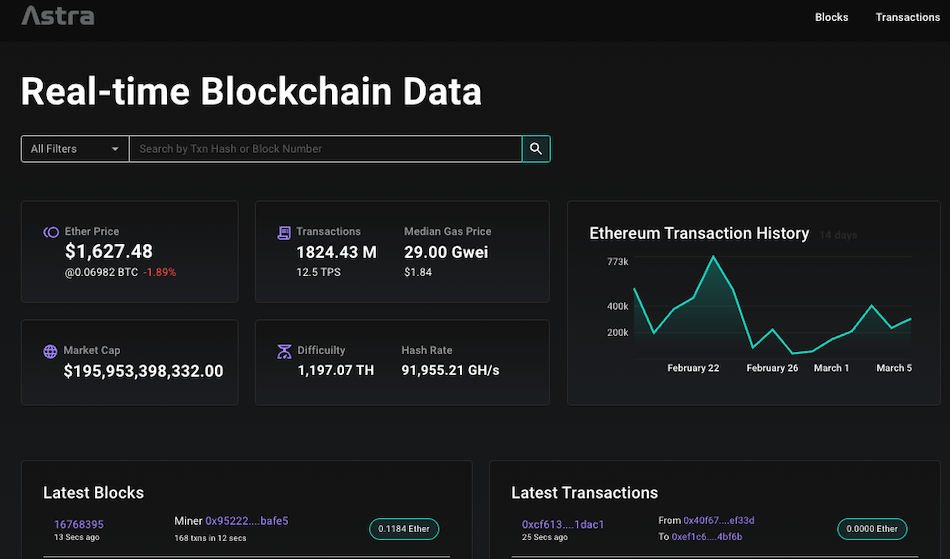 Astra
Blocks
Transactions
Real-time Blockchain Data
All Filters
Search by Txn Hash or Block Number
Ether Price
$1,627.48
@0.06982 BTC -1.89%
Transactions
1824.43 M
12.5 TPS
Median Gas Price
29.00 Gwei
$1.84
Market Cap
$195,953,398,332.00
Difficuilty
1,197.07 TH
Hash Rate
91,955.21 GH/s
Ethereum Transaction History 14 days
773k
400k
200k
February 22
February 26
March 1
March 5
Latest Blocks
16768395
13 Secs ago
Miner 0x95222....bafe5
168 txns in 12 secs
0.1184 Ether
Latest Transactions
0xcf613....1dac1
25 Secs ago
From 0x40f67....ef33d
To 0xef1c6....4bf6b
0.0000 Ether